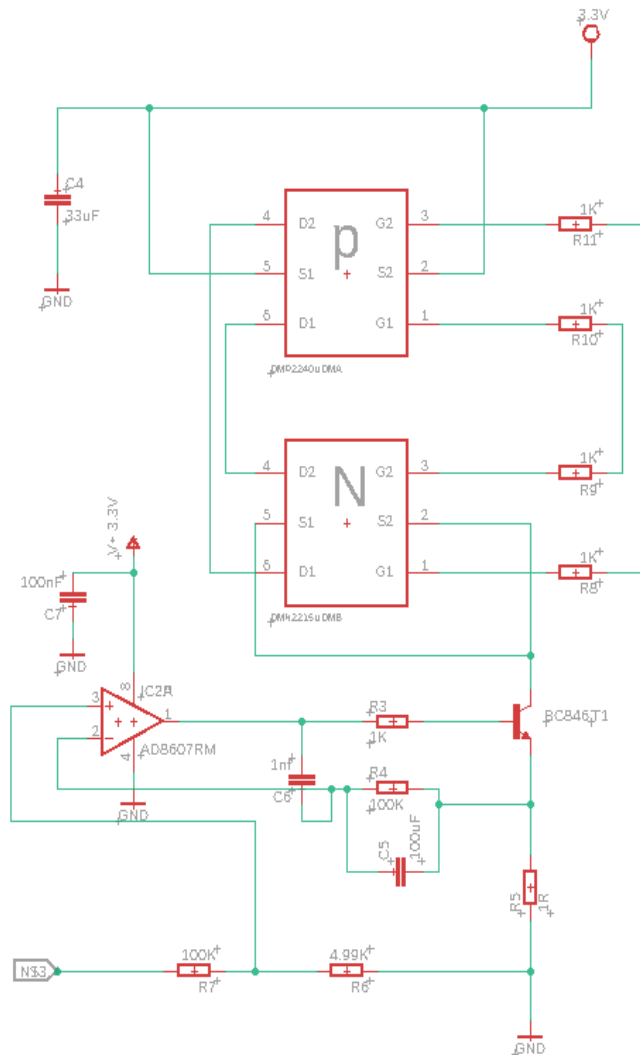 3.3V
C4
33uF
GND
4
D2
G2
3
1K
R11
p
5
S1
S2
2
6
D1
G1
1
1K
R10
DMP2240uDMA
4
D2
G2
3
1K
R9
N
5
S1
S2
2
6
D1
G1
1
1K
R8
V+ 3.3V
100nF
C7
GND
8
IC2A
3
2
1
4
AD8607RM
GND
R3
1K
BC846T1
C6
R4
100K
C5
100uF
R5
1R
100K
R7
4.99K
R6
GND